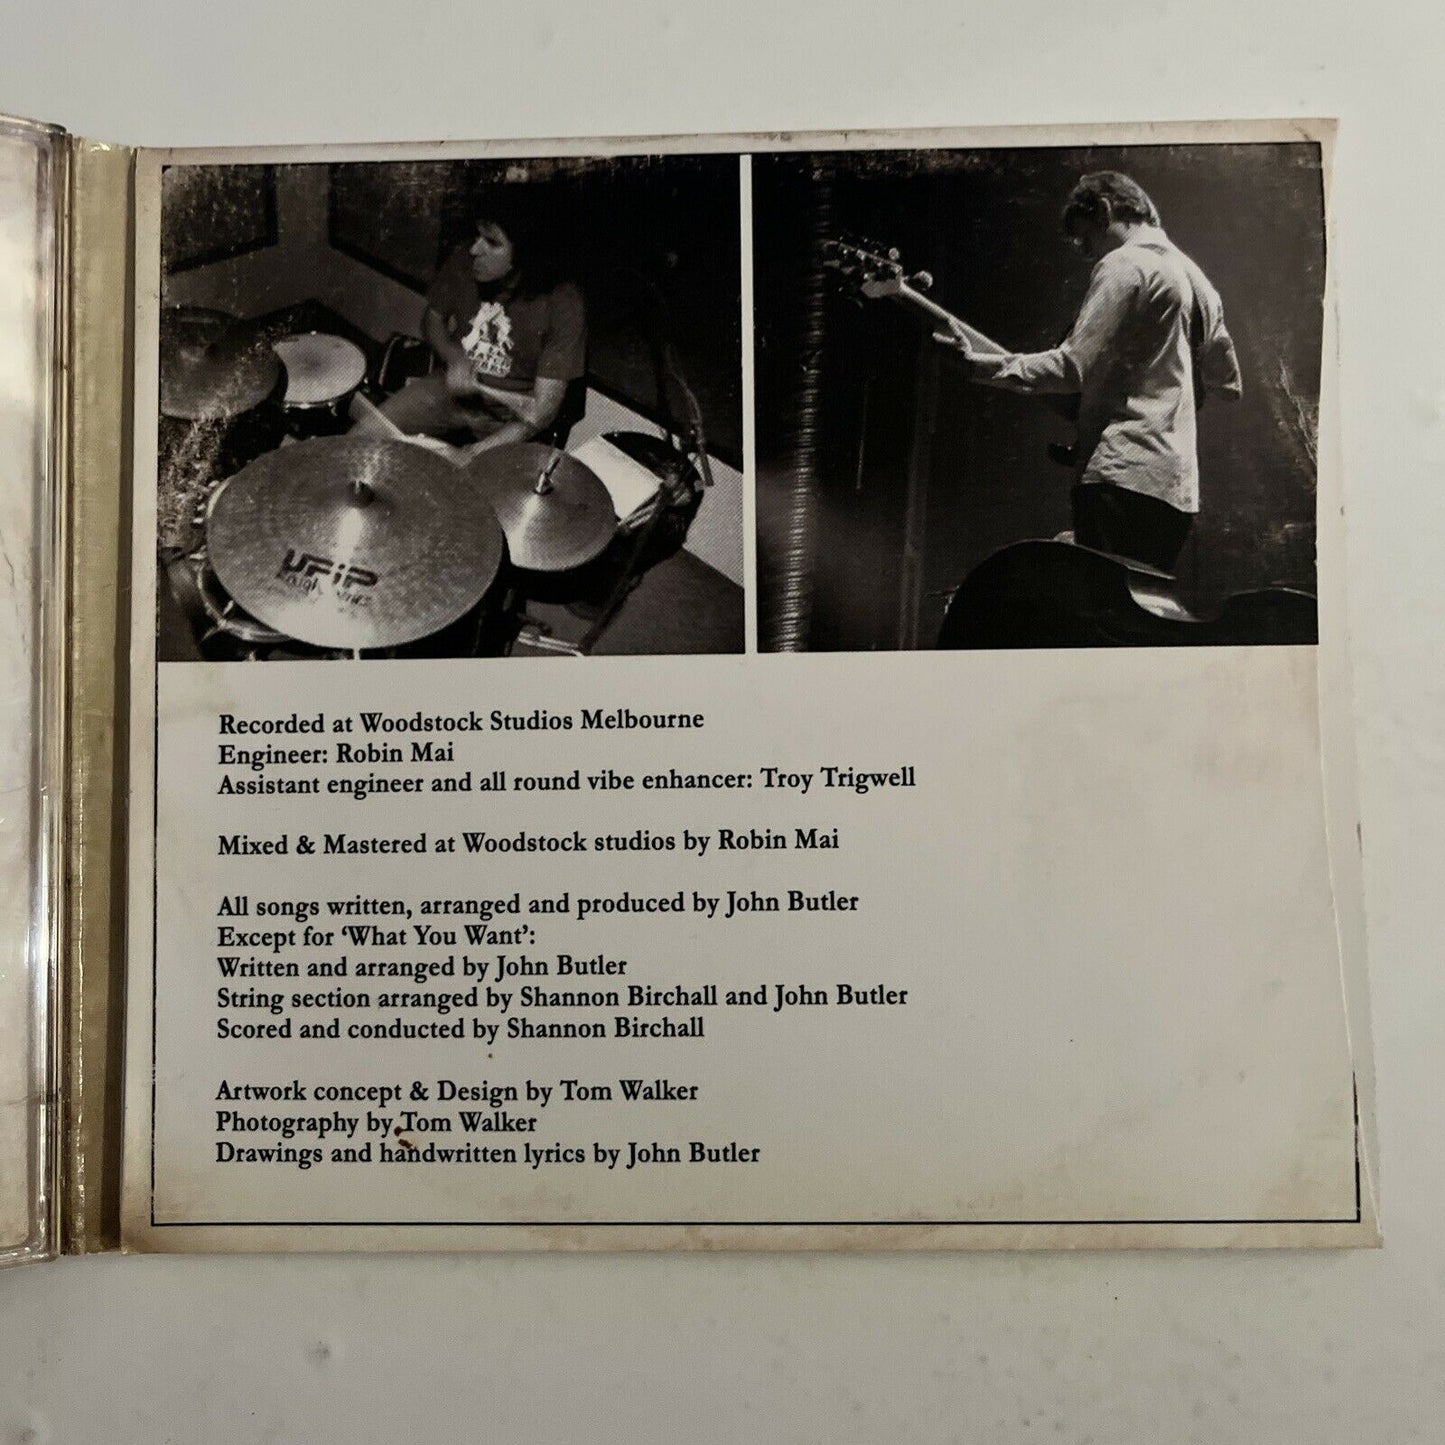 UFiP
Rough Series
Recorded at Woodstock Studios Melbourne
Engineer: Robin Mai
Assistant engineer and all round vibe enhancer: Troy Trigwell
Mixed & Mastered at Woodstock studios by Robin Mai
All songs written, arranged and produced by John Butler
Except for ‘What You Want’:
Written and arranged by John Butler
String section arranged by Shannon Birchall and John Butler
Scored and conducted by Shannon Birchall
Artwork concept & Design by Tom Walker
Photography by Tom Walker
Drawings and handwritten lyrics by John Butler